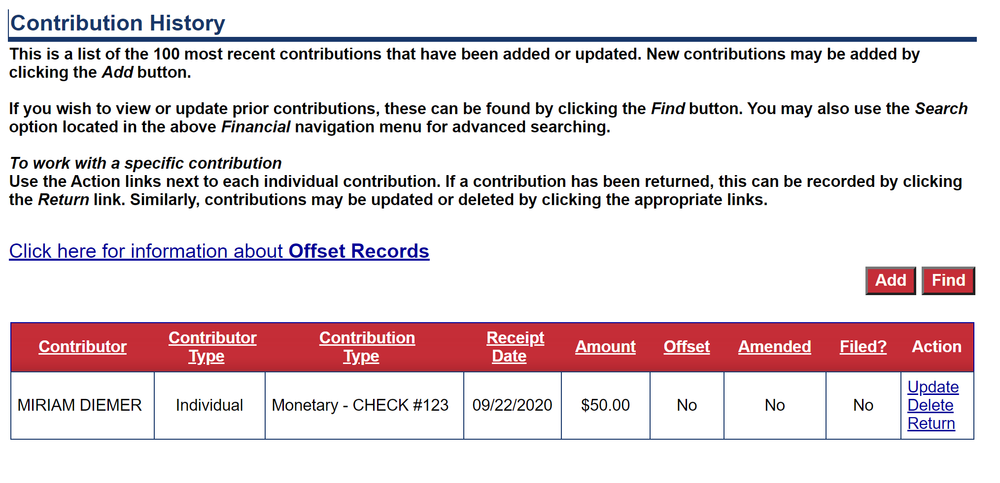 Contribution History
This is a list of the 100 most recent contributions that have been added or updated. New contributions may be added by
clicking the Add button.
If you wish to view or update prior contributions, these can be found by clicking the Find button. You may also use the Search
option located in the above Financial navigation menu for advanced searching.
To work with a specific contribution
Use the Action links next to each individual contribution. If a contribution has been returned, this can be recorded by clicking
the Return link. Similarly, contributions may be updated or deleted by clicking the appropriate links.
Click here for information about Offset Records
Add Find
Contributor Contributor Type Contribution Type Receipt Date Amount Offset Amended Filed? Action
MIRIAM DIEMER Individual Monetary - CHECK #123 09/22/2020 $50.00 No No No Update
Delete
Return